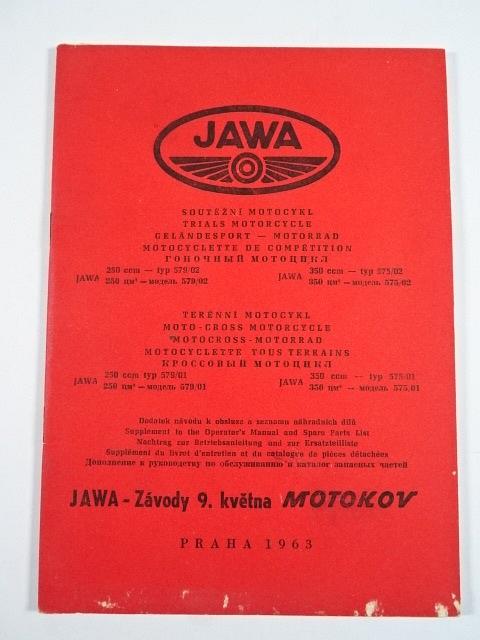 JAWA
SOUTĚŽNÍ MOTOCYKL
TRIALS MOTORCYCLE
GELÄNDESPORT — MOTORRAD
MOTOCYCLETTE DE COMPÉTITION
ГОНОЧНЫЙ МОТОЦИКЛ
JAWA 250 ccm — typ 579/02
250 цм³ — модель 579/02
JAWA 350 ccm — typ 575/02
350 цм³ — модель 575/02
TERÉNNÍ MOTOCYKL
MOTO-CROSS MOTORCYCLE
MOTOCROSS-MOTORRAD
MOTOCYCLETTE TOUS TERRAINS
КРОССОВЫЙ МОТОЦИКЛ
JAWA 250 ccm — typ 579/01
250 цм³ — модель 579/01
JAWA 350 ccm — typ 575/01
350 цм³ — модель 575/01
Dodatek návodu k obsluze a seznamu náhradních dílů
Supplement to the Operator's Manual and Spare Parts List
Nachtrag zur Betriebsanleitung und zur Ersatzteilliste
Supplément du livret d'entretien et du catalogue de pièces détachées
Дополнение к руководству по обслуживанию и каталог запасных частей
JAWA - Závody 9. května MOTOKOV
PRAHA 1963